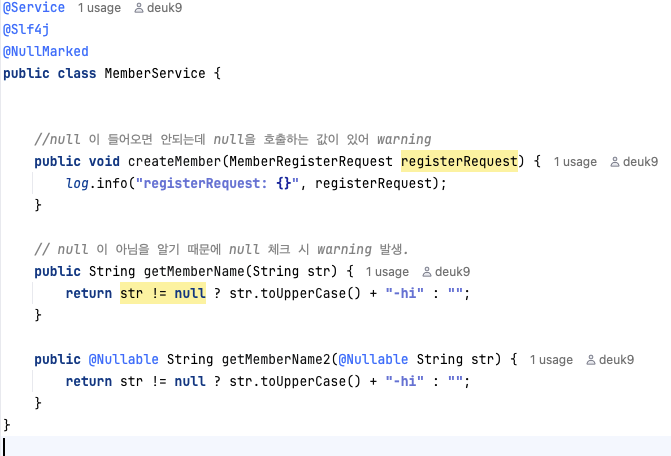 @Service 1 usage deuk9
@Slf4j
@NullMarked
public class MemberService {
//null 이 들어오면 안되는데 null을 호출하는 값이 있어 warning
public void createMember(MemberRegisterRequest registerRequest) { 1 usage deuk9
log.info("registerRequest: {}", registerRequest);
}
// null 이 아님을 알기 때문에 null 체크 시 warning 발생.
public String getMemberName(String str) { 1 usage deuk9
return str != null ? str.toUpperCase() + "-hi" : "";
}
public @Nullable String getMemberName2(@Nullable String str) { 1 usage deuk9
return str != null ? str.toUpperCase() + "-hi" : "";
}
}